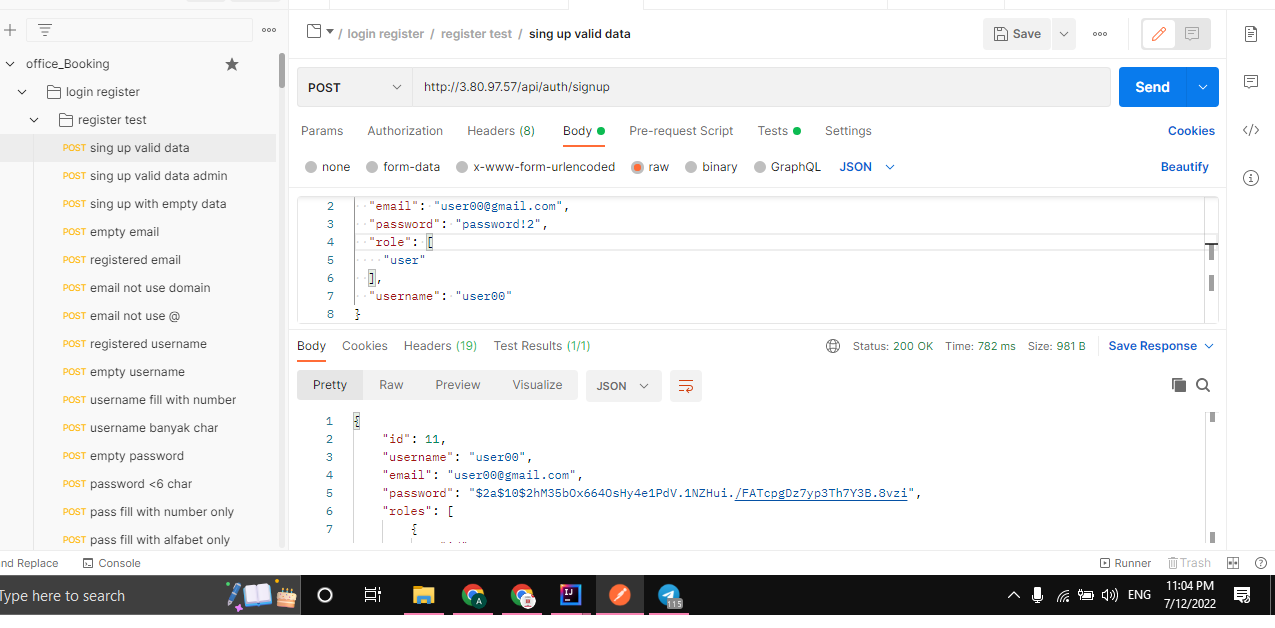 / login register / register test / sing up valid data
Save
office_Booking
login register
register test
POST sing up valid data
POST sing up valid data admin
POST sing up with empty data
POST empty email
POST registered email
POST email not use domain
POST email not use @
POST registered username
POST empty username
POST username fill with number
POST username banyak char
POST empty password
POST password <6 char
POST pass fill with number only
POST pass fill with alfabet only
POST
http://3.80.97.57/api/auth/signup
Send
Params Authorization Headers (8) Body Pre-request Script Tests Settings Cookies
none form-data x-www-form-urlencoded raw binary GraphQL JSON Beautify
2 "email": "user00@gmail.com",
3 "password": "password!2",
4 "role": [
5 "user"
6 ],
7 "username": "user00"
8 }
Body Cookies Headers (19) Test Results (1/1) Status: 200 OK Time: 782 ms Size: 981 B Save Response
Pretty Raw Preview Visualize JSON
1 {
2 "id": 11,
3 "username": "user00",
4 "email": "user00@gmail.com",
5 "password": "$2a$10$2hM35bOx664OsHy4e1PdV.1NZHui./FATcpgDz7yp3Th7Y3B.8vzi",
6 "roles": [
7 {
nd Replace Console Runner Trash
Type here to search
115
ENG
11:04 PM
7/12/2022